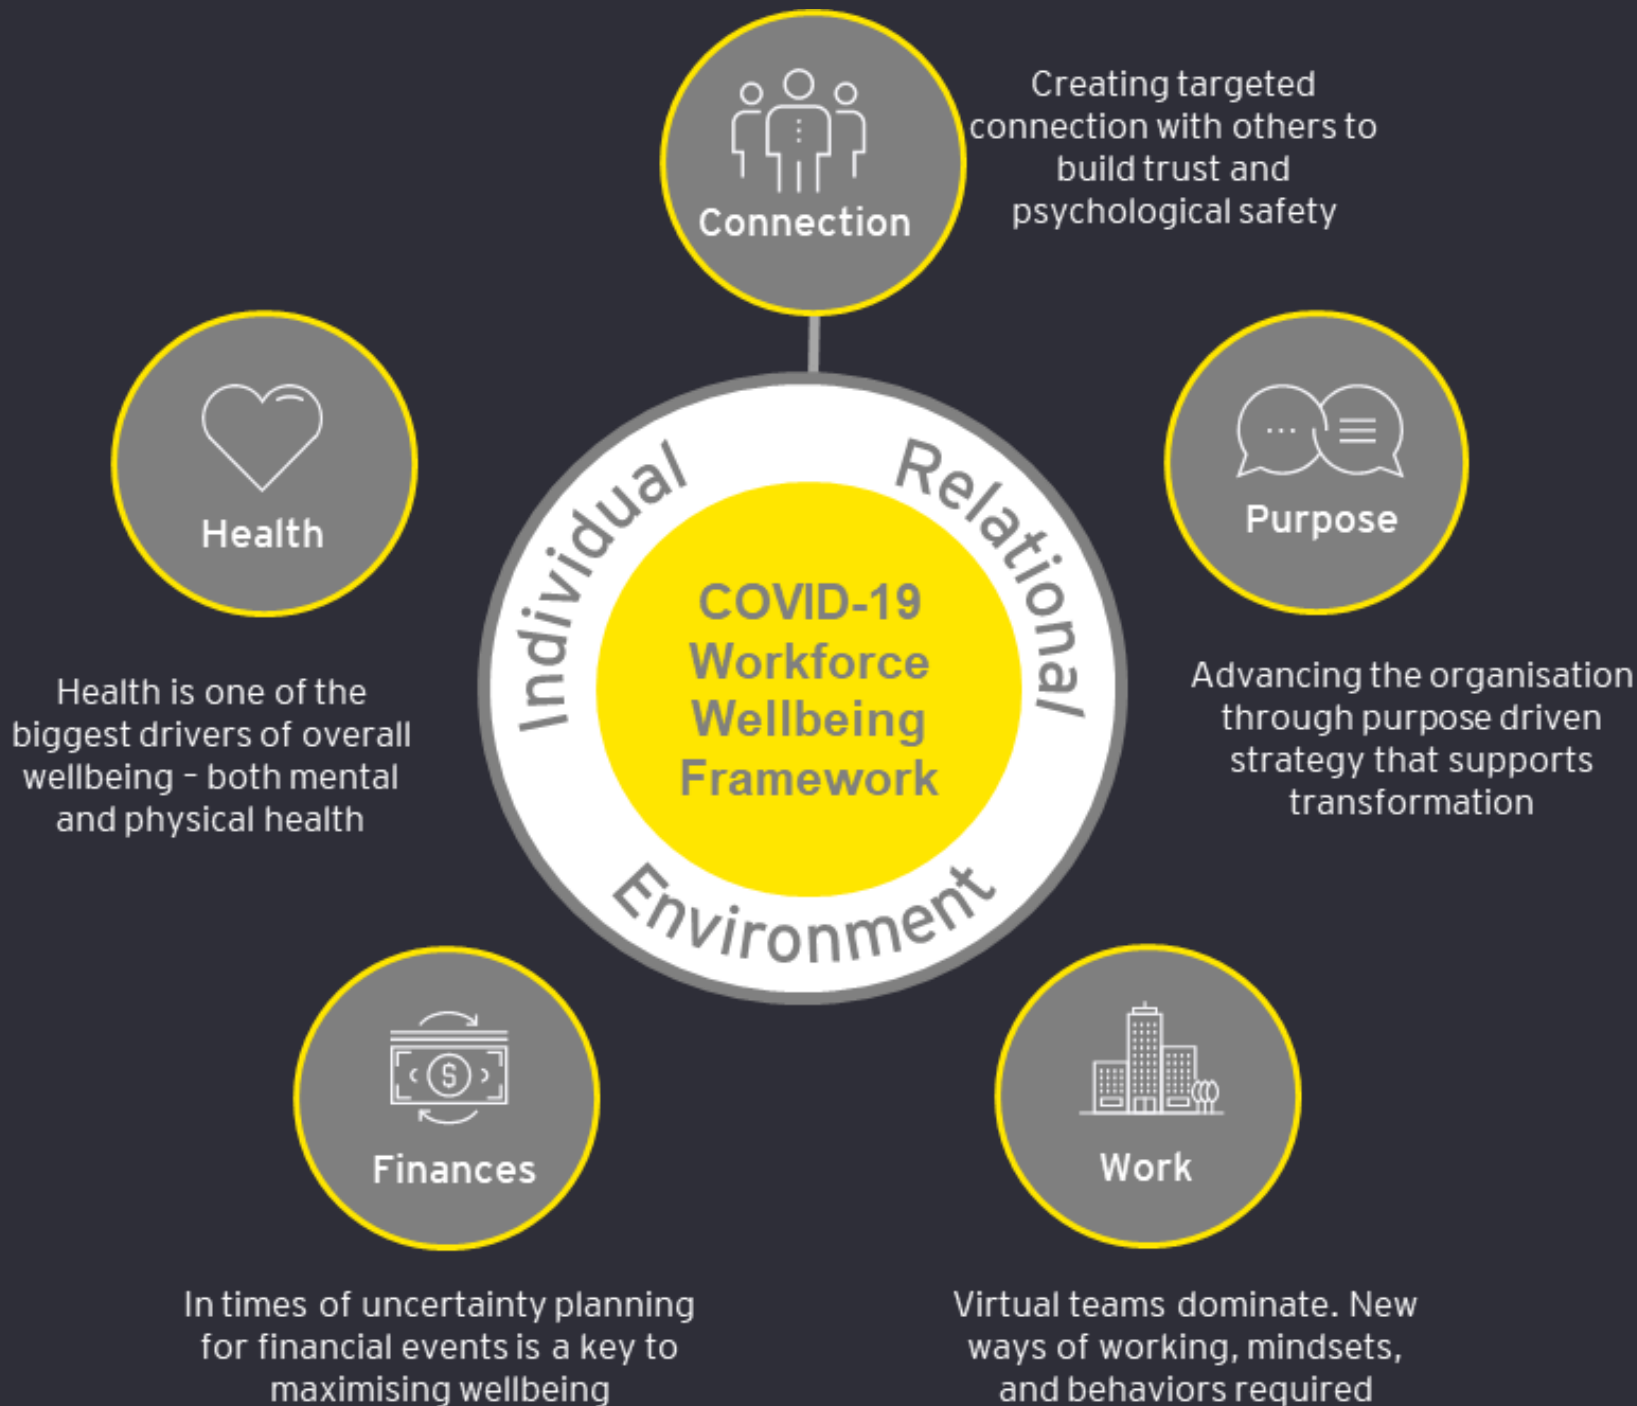 Connection
Creating targeted
connection with others to
build trust and
psychological safety
Health
Health is one of the
biggest drivers of overall
wellbeing – both mental
and physical health
Individual
Relational
Environment
COVID-19
Workforce
Wellbeing
Framework
Purpose
Advancing the organisation
through purpose driven
strategy that supports
transformation
$
Finances
In times of uncertainty planning
for financial events is a key to
maximising wellbeing
Work
Virtual teams dominate. New
ways of working, mindsets,
and behaviors required